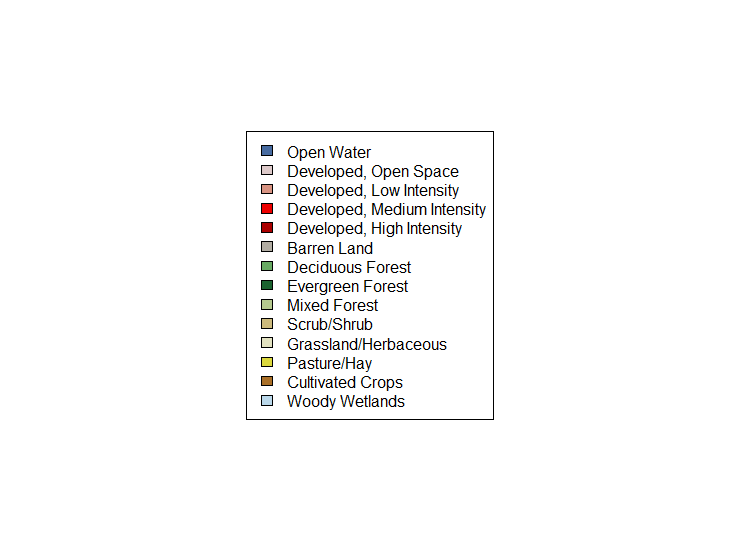 Open Water
Developed, Open Space
Developed, Low Intensity
Developed, Medium Intensity
Developed, High Intensity
Barren Land
Deciduous Forest
Evergreen Forest
Mixed Forest
Scrub/Shrub
Grassland/Herbaceous
Pasture/Hay
Cultivated Crops
Woody Wetlands